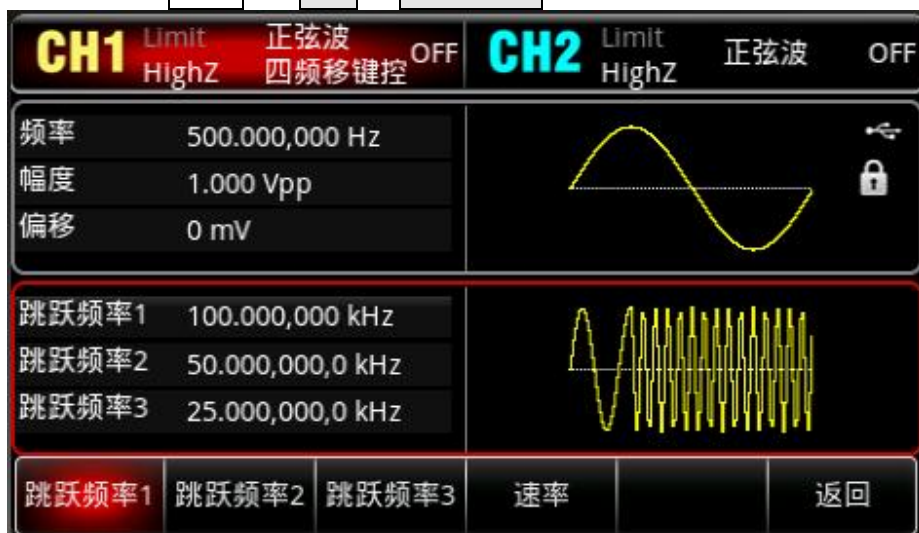 CH1 Limit HighZ 正弦波 四频移键控 OFF CH2 Limit HighZ 正弦波 OFF
频率 500.000,000 Hz
幅度 1.000 Vpp
偏移 0 mV
跳跃频率1 100.000,000 kHz
跳跃频率2 50.000,000,0 kHz
跳跃频率3 25.000,000,0 kHz
跳跃频率1 跳跃频率2 跳跃频率3 速率 返回